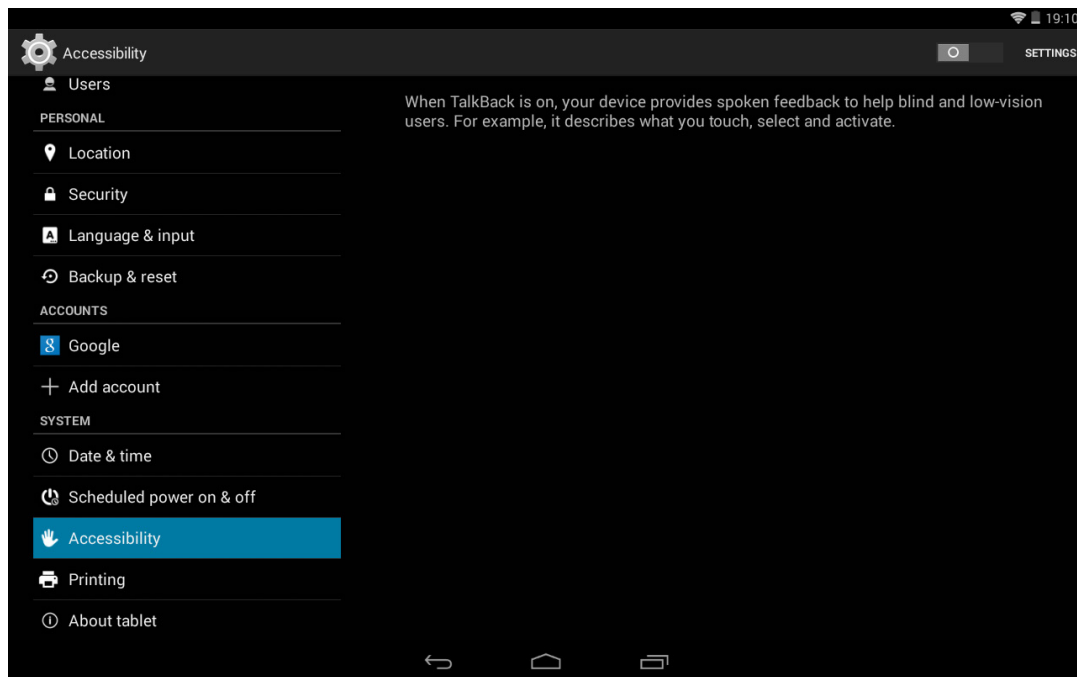 19:10
Accessibility
SETTINGS
Users
PERSONAL
Location
Security
Language & input
Backup & reset
ACCOUNTS
Google
Add account
SYSTEM
Date & time
Scheduled power on & off
Accessibility
Printing
About tablet
When TalkBack is on, your device provides spoken feedback to help blind and low-vision
users. For example, it describes what you touch, select and activate.